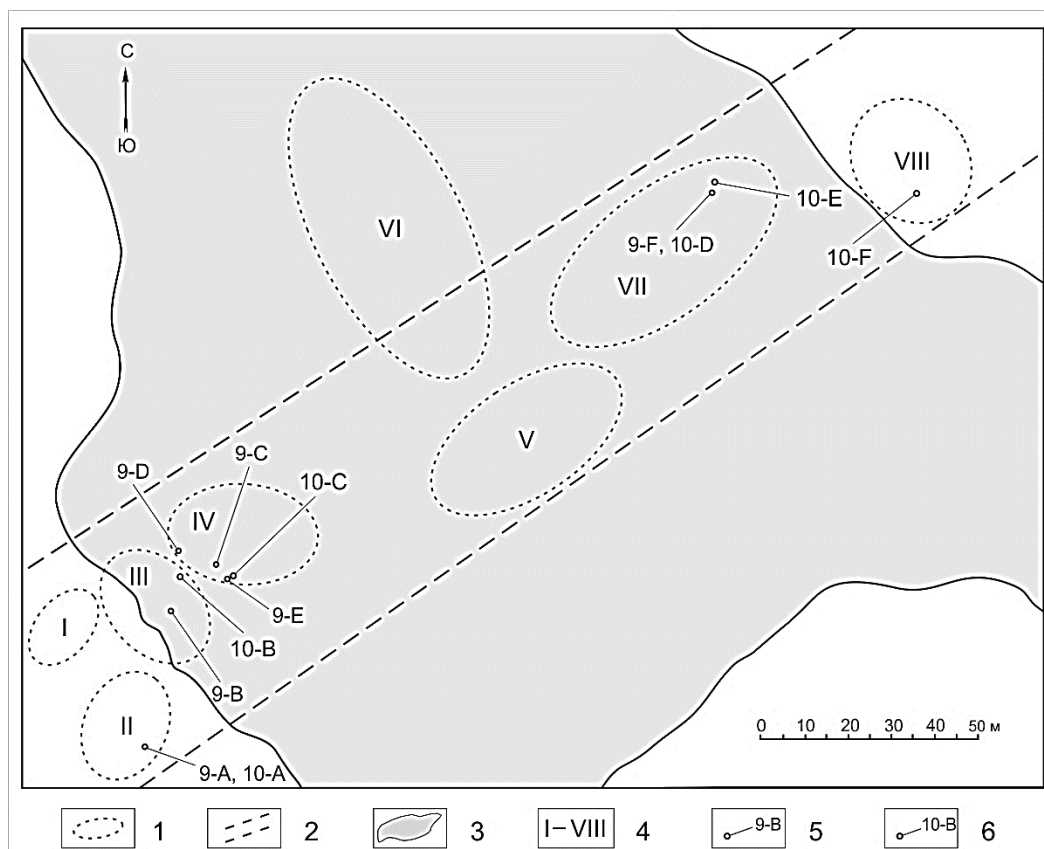 С
Ю
VIII
10-E
VI
9-F, 10-D
10-F
VII
V
9-C
9-D
10-C
IV
III
9-E
I
10-B
9-B
II
9-A, 10-A
0 10 20 30 40 50 м
I–VIII
9-B
10-B
1
2
3
4
5
6